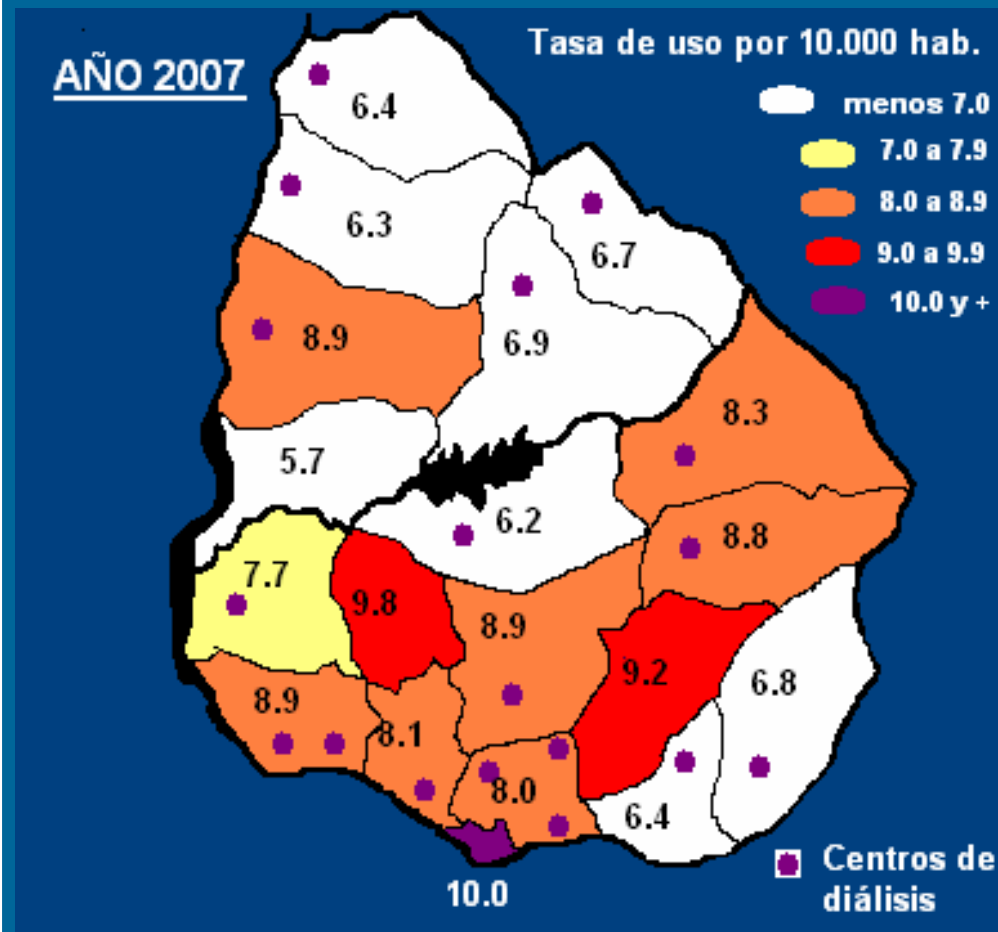 AÑO 2007
Tasa de uso por 10.000 hab.
menos 7.0
7.0 a 7.9
8.0 a 8.9
9.0 a 9.9
10.0 y +
6.4
6.3
6.7
8.9
6.9
8.3
5.7
6.2
8.8
7.7
9.8
8.9
9.2
6.8
8.9
8.1
8.0
6.4
10.0
Centros de
diálisis